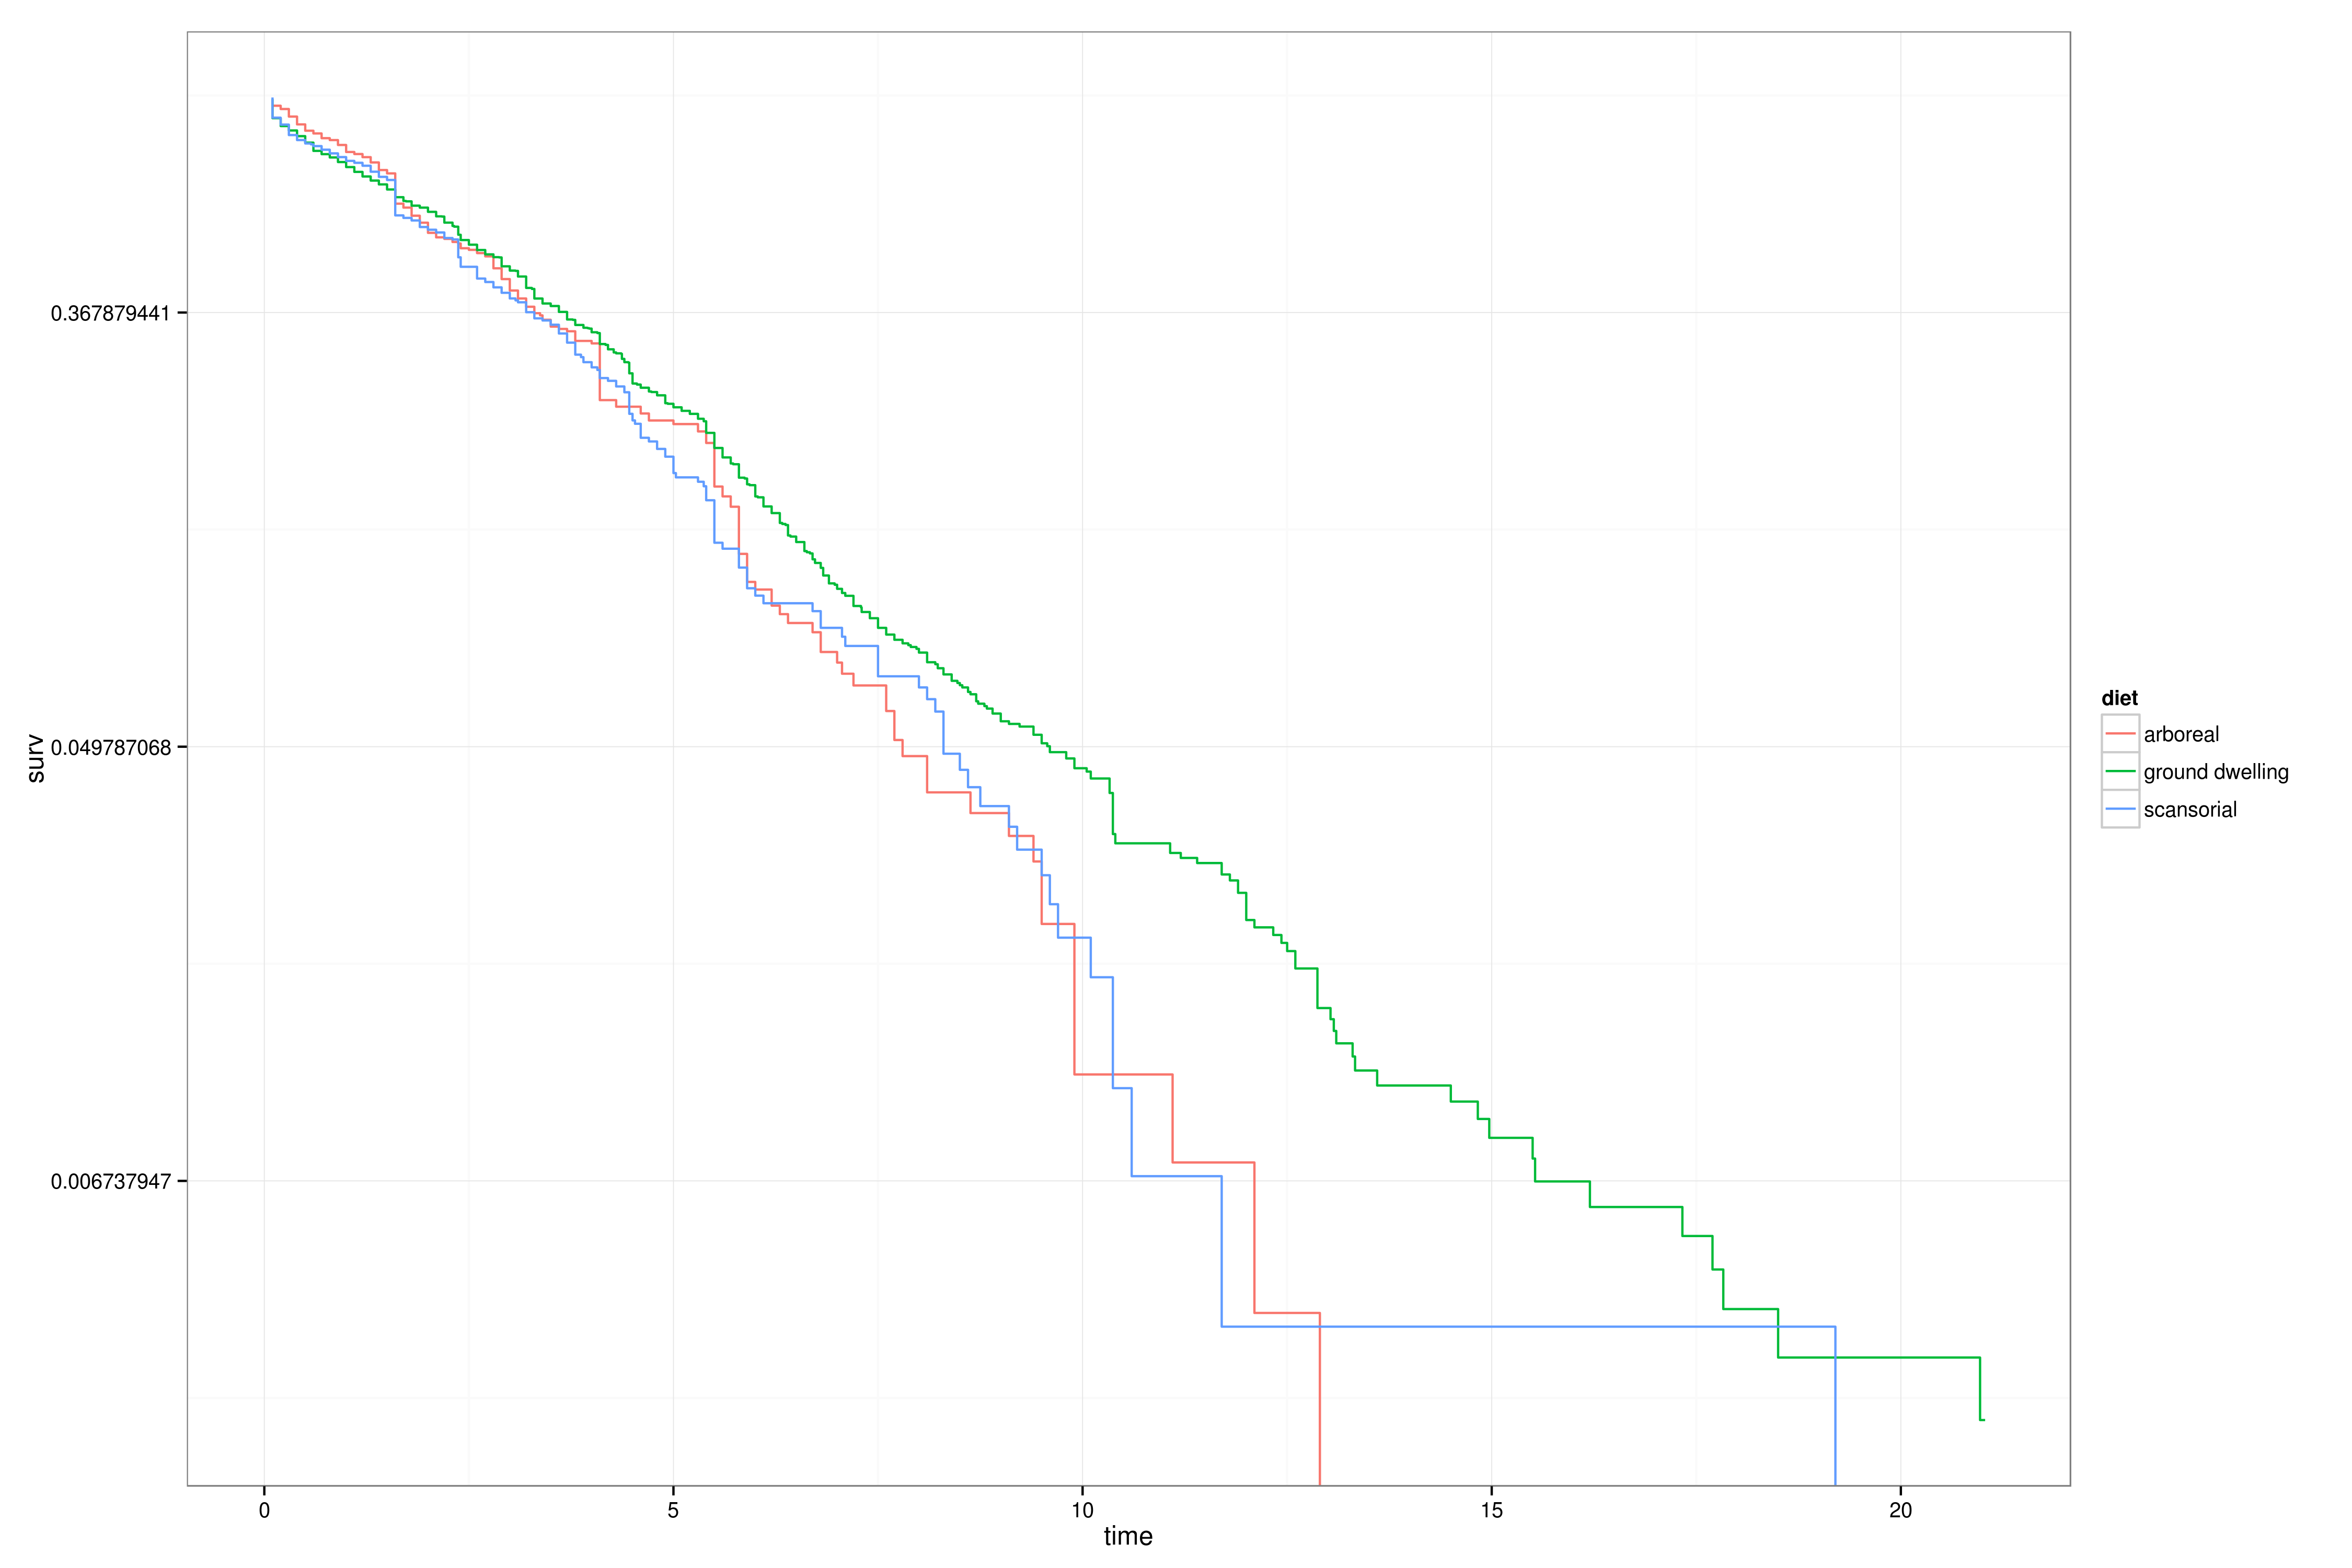 surv
0.367879441
0.049787068
0.006737947
0
5
10
15
20
time
diet
arboreal
ground dwelling
scansorial